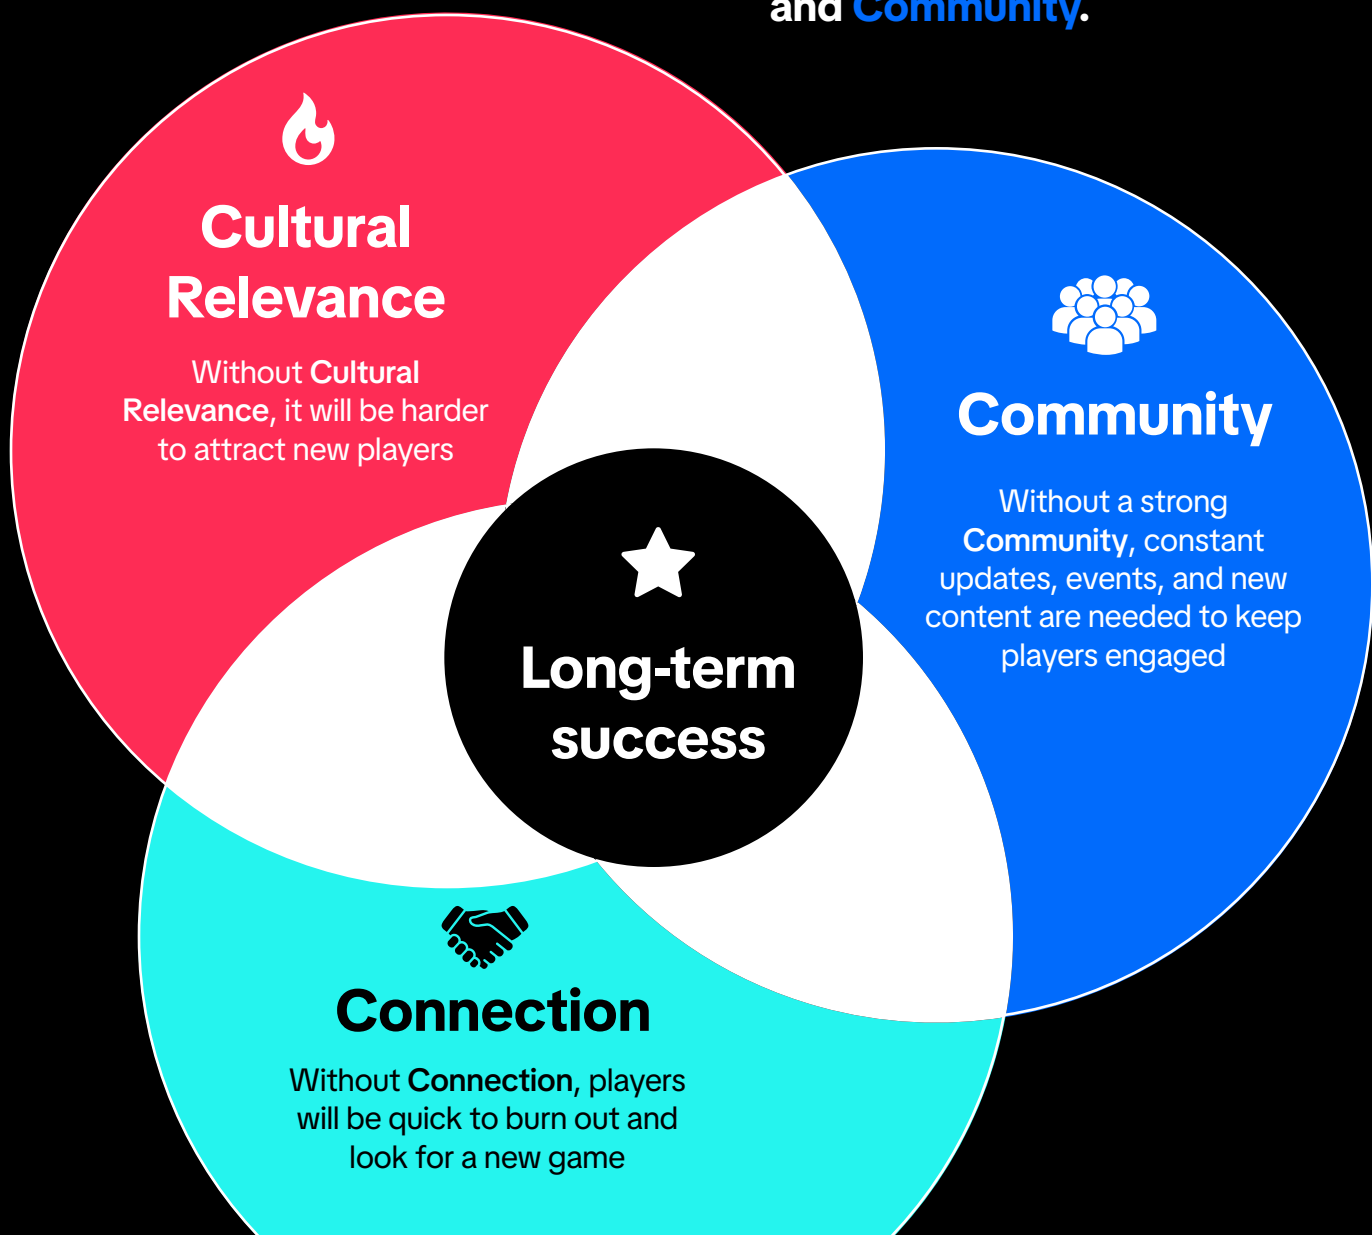 and Community.
Cultural
Relevance
Without Cultural
Relevance, it will be harder
to attract new players
Community
Without a strong
Community, constant
updates, events, and new
content are needed to keep
players engaged
Long-term
success
Connection
Without Connection, players
will be quick to burn out and
look for a new game